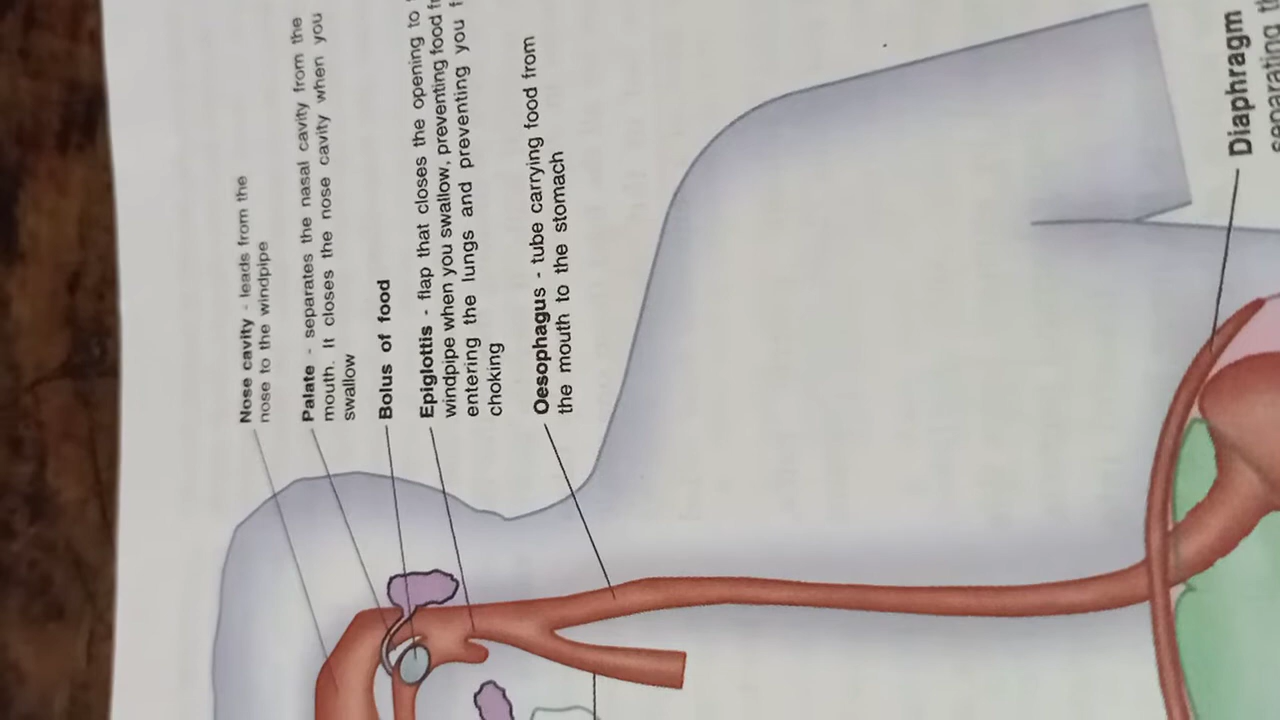 Nose cavity - leads from the
nose to the windpipe
Palate - separates the nasal cavity from the
mouth. It closes the nose cavity when you
swallow
Bolus of food
Epiglottis - flap that closes the opening to
windpipe when you swallow, preventing food
entering the lungs and preventing you
choking
Oesophagus - tube carrying food from
the mouth to the stomach
Diaphragm
separating